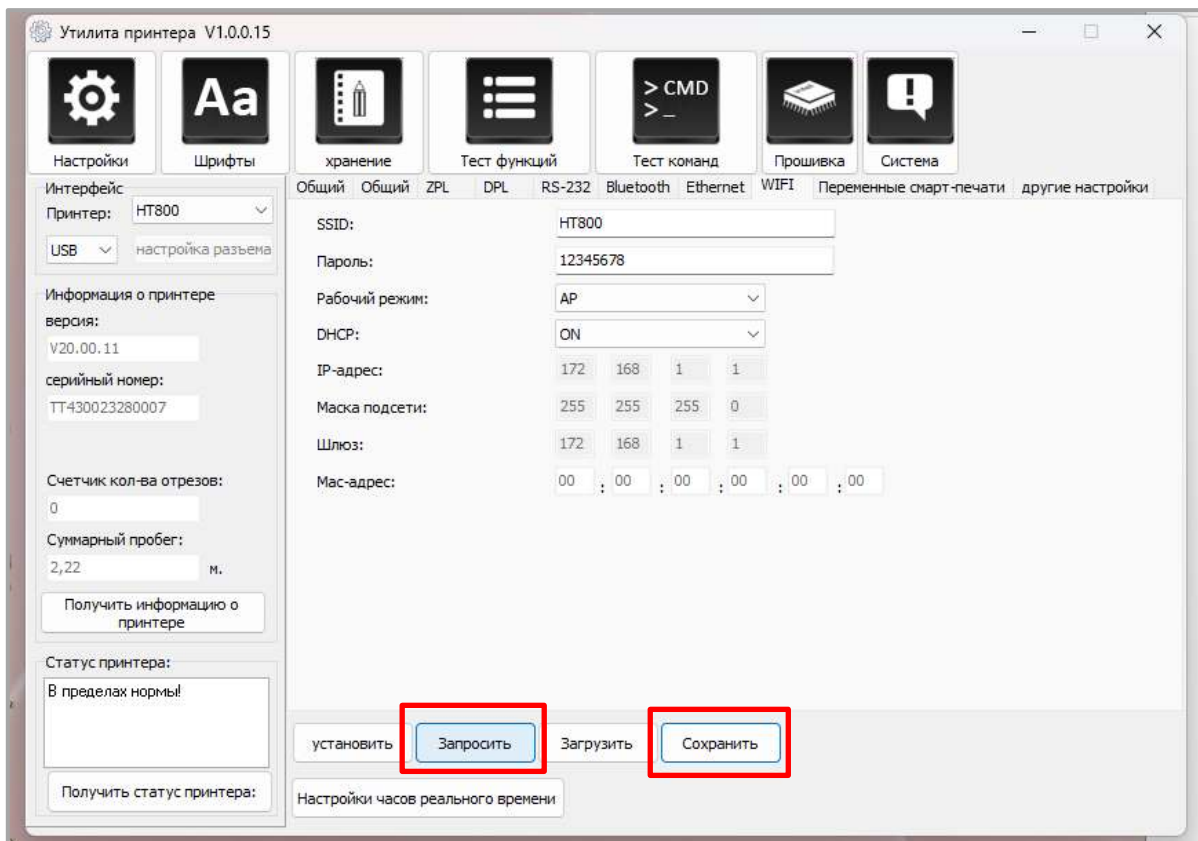 Утилита принтера V1.0.0.15
Aa
> CMD
>_
Настройки
Шрифты
хранение
Тест функций
Тест команд
Прошивка
Система
Интерфейс
Принтер: HT800
USB настройка разъема
Информация о принтере
версия:
V20.00.11
серийный номер:
TT430023280007
Счетчик кол-ва отрезов:
0
Суммарный пробег:
2,22 м.
Получить информацию о
принтере
Статус принтера:
В пределах нормы!
Получить статус принтера:
Общий Общий ZPL DPL RS-232 Bluetooth Ethernet WIFI Переменные смарт-печати другие настройки
SSID: HT800
Пароль: 12345678
Рабочий режим: AP
DHCP: ON
IP-адрес: 172 168 1 1
Маска подсети: 255 255 255 0
Шлюз: 172 168 1 1
Мас-адрес: 00 : 00 : 00 : 00 : 00 : 00
установить Запросить Загрузить Сохранить
Настройки часов реального времени